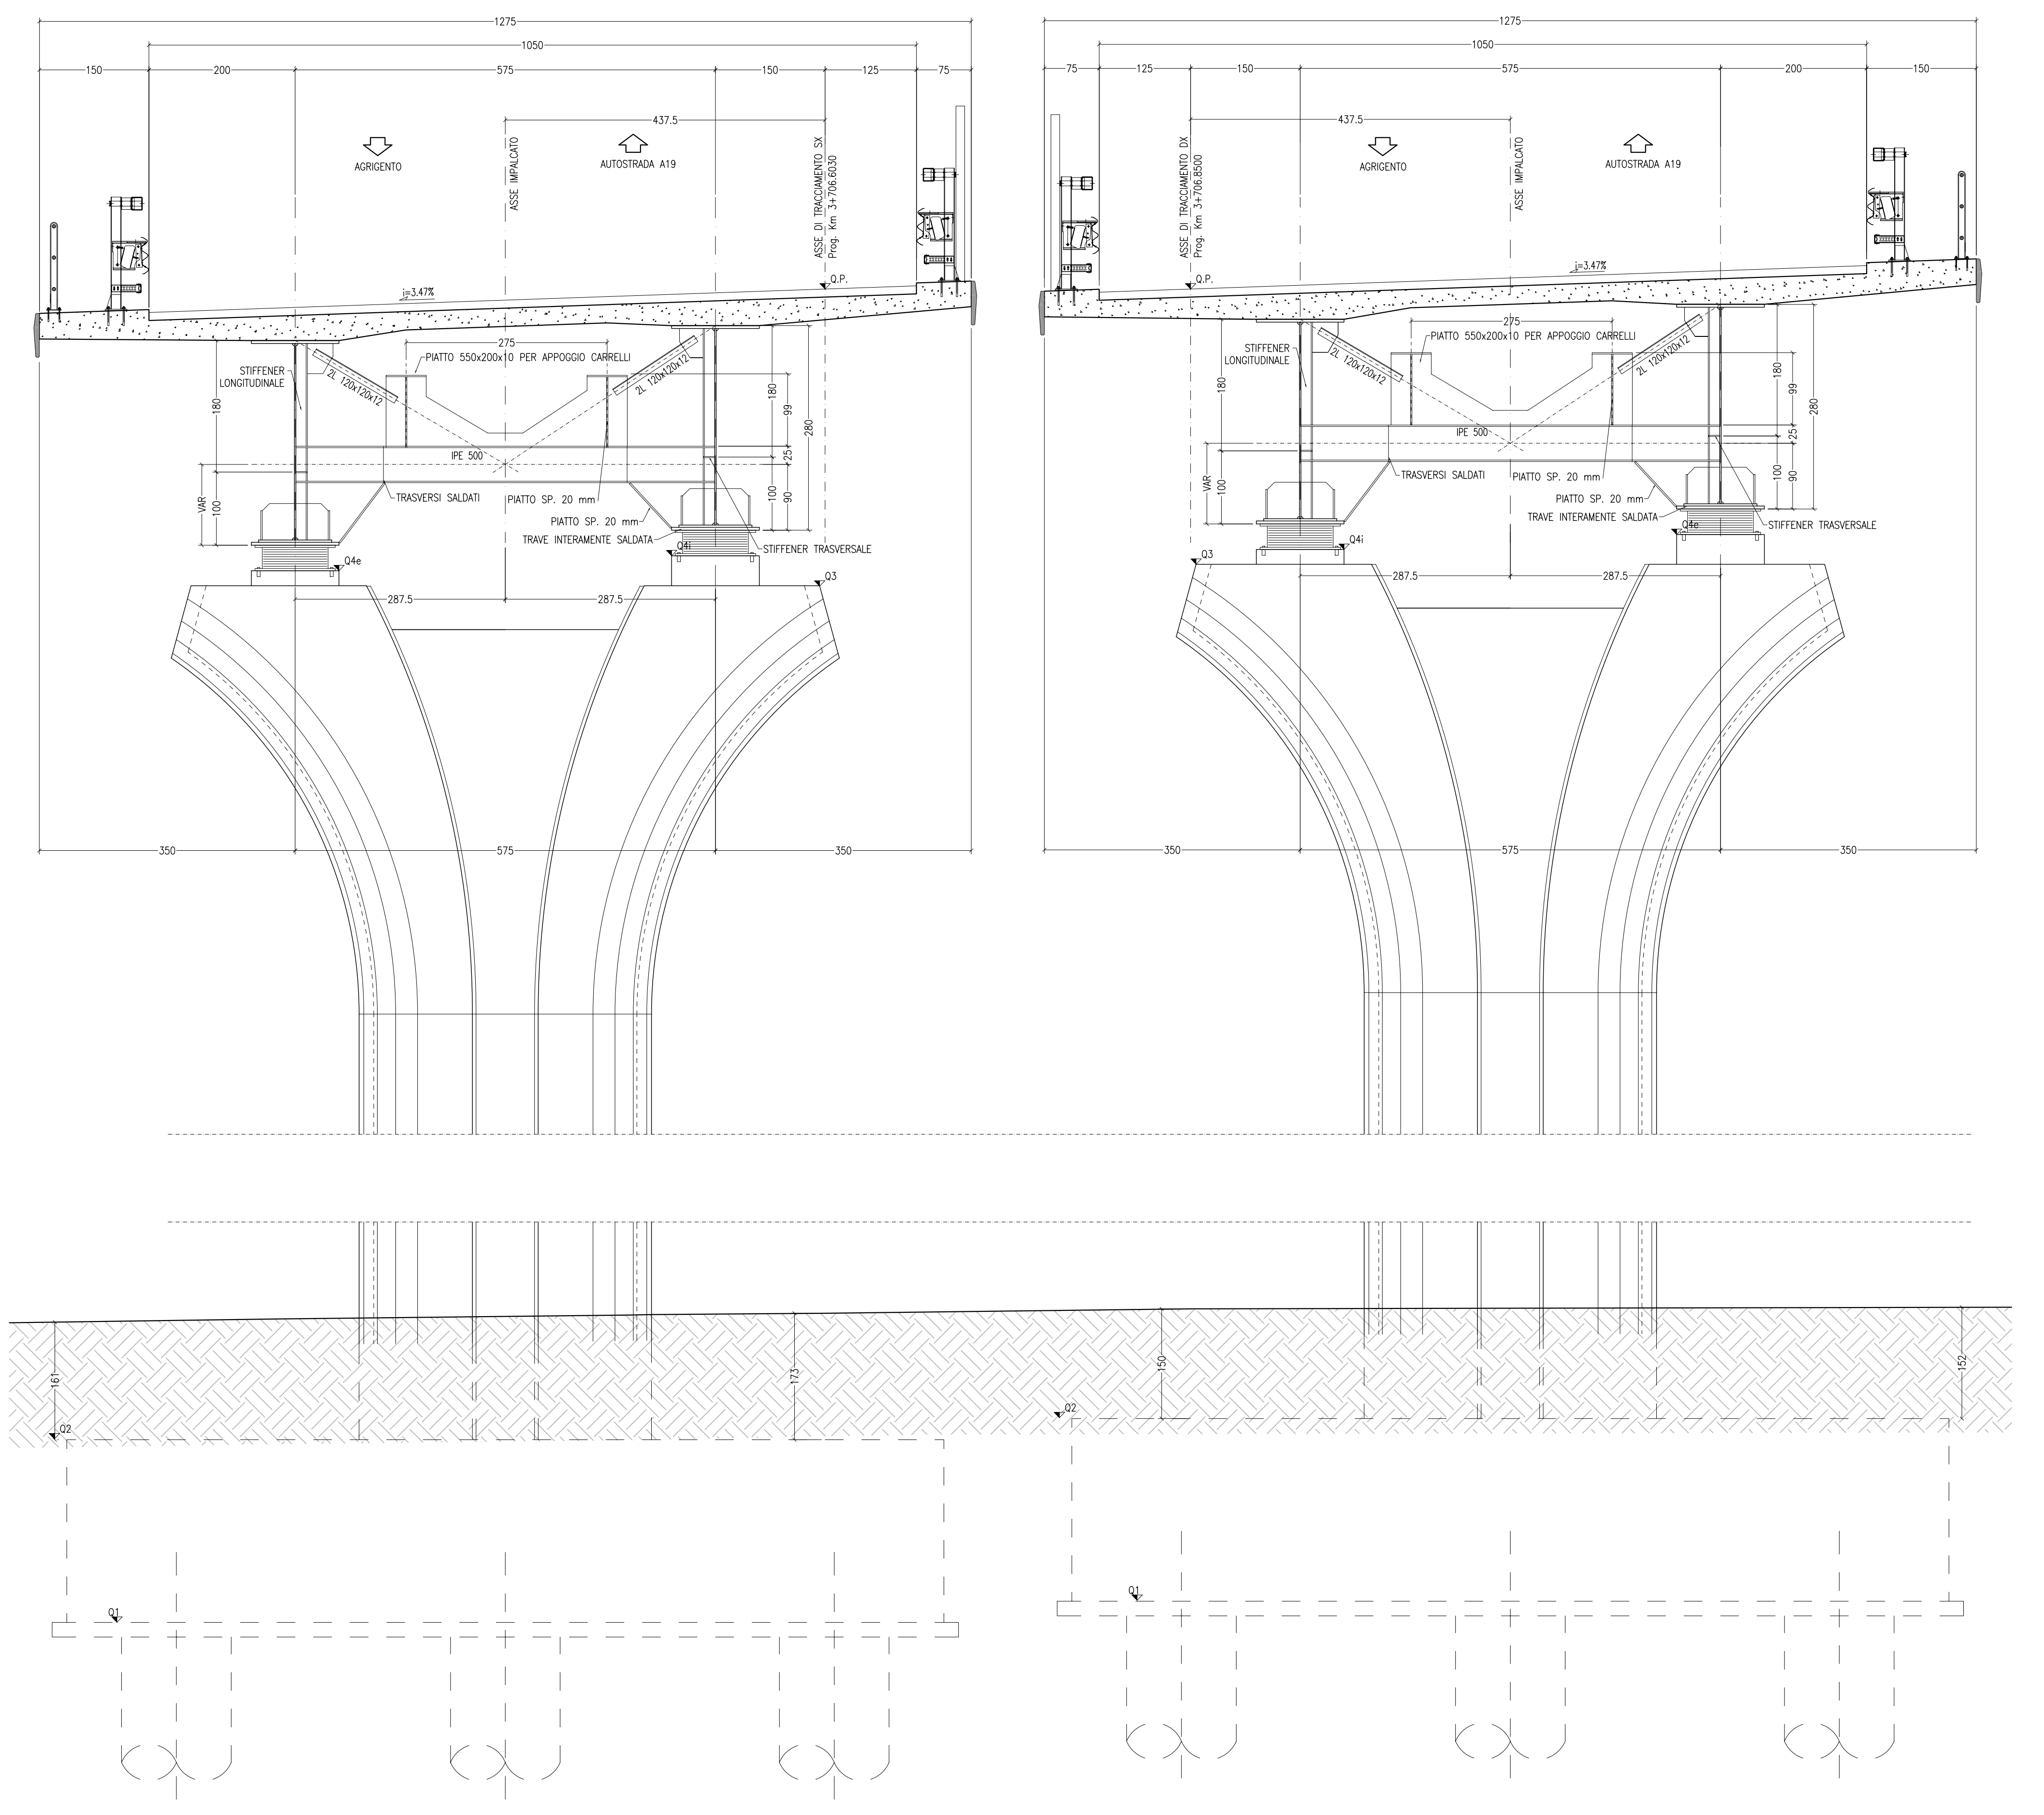 1275
1050
150
200
575
150
125
75
437.5
AGRIGENTO
AUTOSTRADA A19
ASSE IMPALCATO
ASSE DI TRACCIAMENTO SX
Prog. Km 3+706.6030
Q.P.
i=3.47%
275
PIATTO 550x200x10 PER APPOGGIO CARRELLI
STIFFENER
LONGITUDINALE
2L 120x120x12
2L 120x120x12
180
180
99
280
IPE 500
25
VAR
100
100
90
TRASVERSI SALDATI
PIATTO SP. 20 mm
PIATTO SP. 20 mm
TRAVE INTERAMENTE SALDATA
STIFFENER TRASVERSALE
Q4i
Q4e
Q3
287.5
287.5
350
575
350
161
173
Q2
Q1
1275
1050
75
125
150
575
200
150
437.5
AGRIGENTO
AUTOSTRADA A19
ASSE DI TRACCIAMENTO DX
Prog. Km 3+706.8500
ASSE IMPALCATO
Q.P.
i=3.47%
275
PIATTO 550x200x10 PER APPOGGIO CARRELLI
STIFFENER
LONGITUDINALE
2L 120x120x12
2L 120x120x12
180
180
99
280
IPE 500
25
VAR
100
100
90
TRASVERSI SALDATI
PIATTO SP. 20 mm
PIATTO SP. 20 mm
TRAVE INTERAMENTE SALDATA
STIFFENER TRASVERSALE
Q4e
Q4i
Q3
287.5
287.5
350
575
350
150
152
Q2
Q1